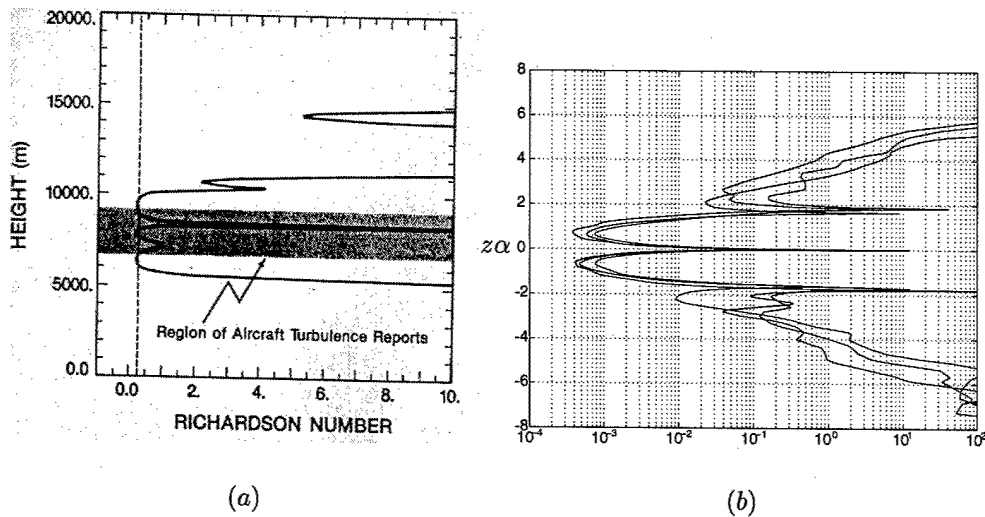 20000.
15000.
10000.
5000.
0.0
HEIGHT (m)
0.0 2. 4. 6. 8. 10.
RICHARDSON NUMBER
Region of Aircraft Turbulence Reports
(a)
8
6
4
2
0
-2
-4
-6
-8
zα
10⁻⁴ 10⁻³ 10⁻² 10⁻¹ 10⁰ 10¹ 10²
(b)